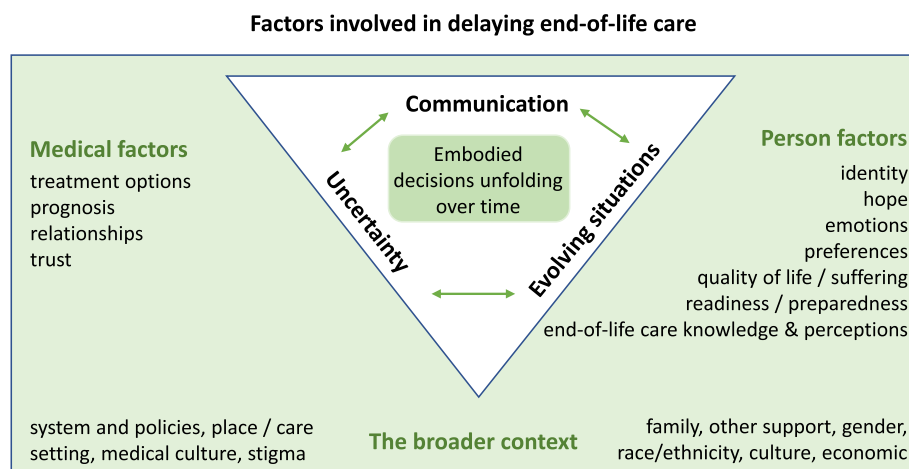 Factors involved in delaying end-of-life care
Communication
Embodied
decisions unfolding
over time
Uncertainty
Evolving situations
Medical factors
treatment options
prognosis
relationships
trust
Person factors
identity
hope
emotions
preferences
quality of life / suffering
readiness / preparedness
end-of-life care knowledge & perceptions
system and policies, place / care
setting, medical culture, stigma
The broader context
family, other support, gender,
race/ethnicity, culture, economic